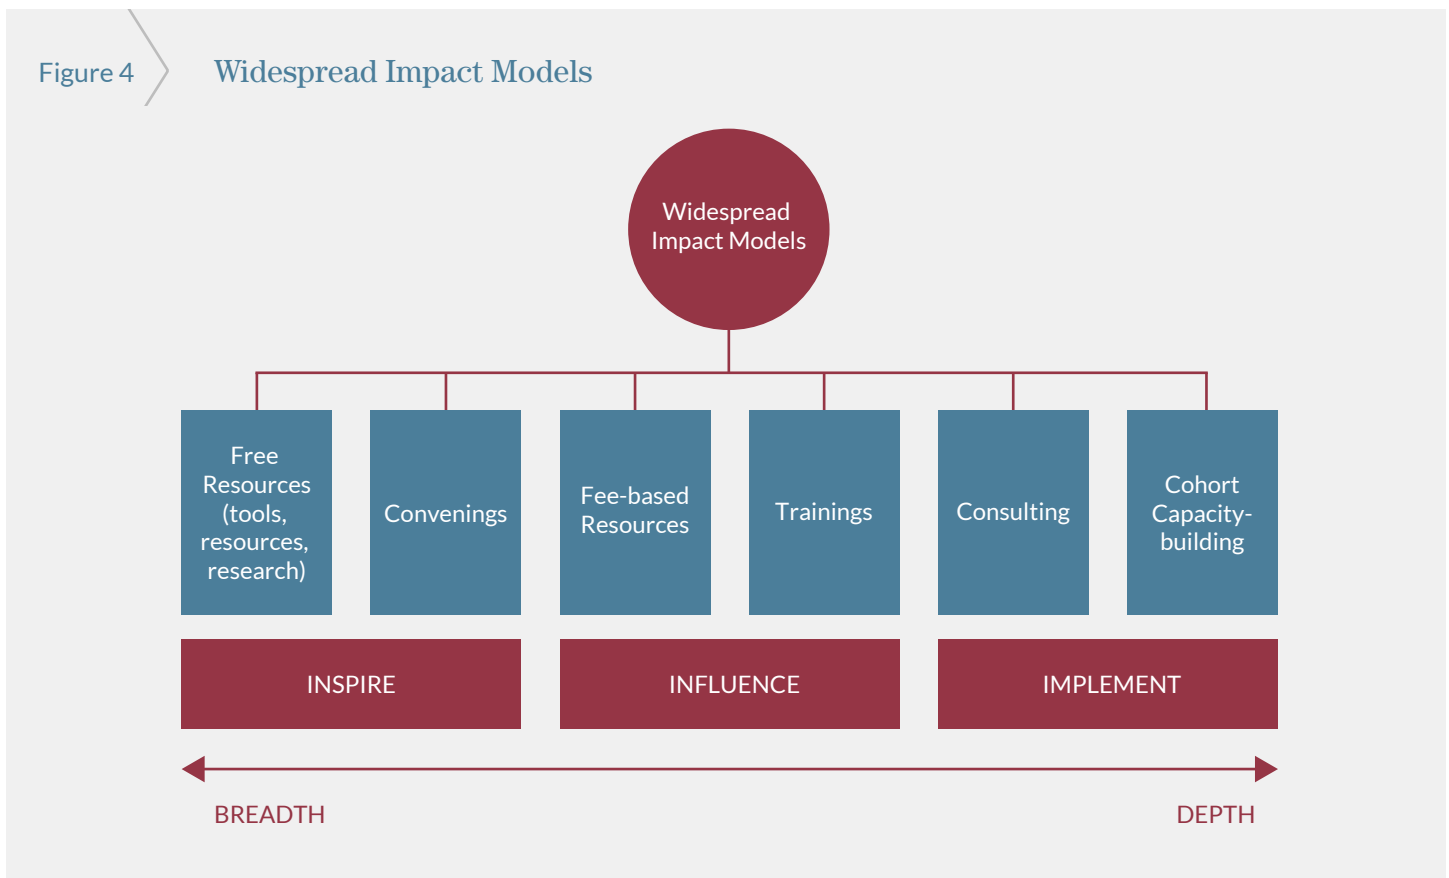 Figure 4
Widespread Impact Models
Widespread
Impact Models
Free
Resources
(tools,
resources,
research)
Convenings
Fee-based
Resources
Trainings
Consulting
Cohort
Capacity-
building
INSPIRE
INFLUENCE
IMPLEMENT
BREADTH
DEPTH